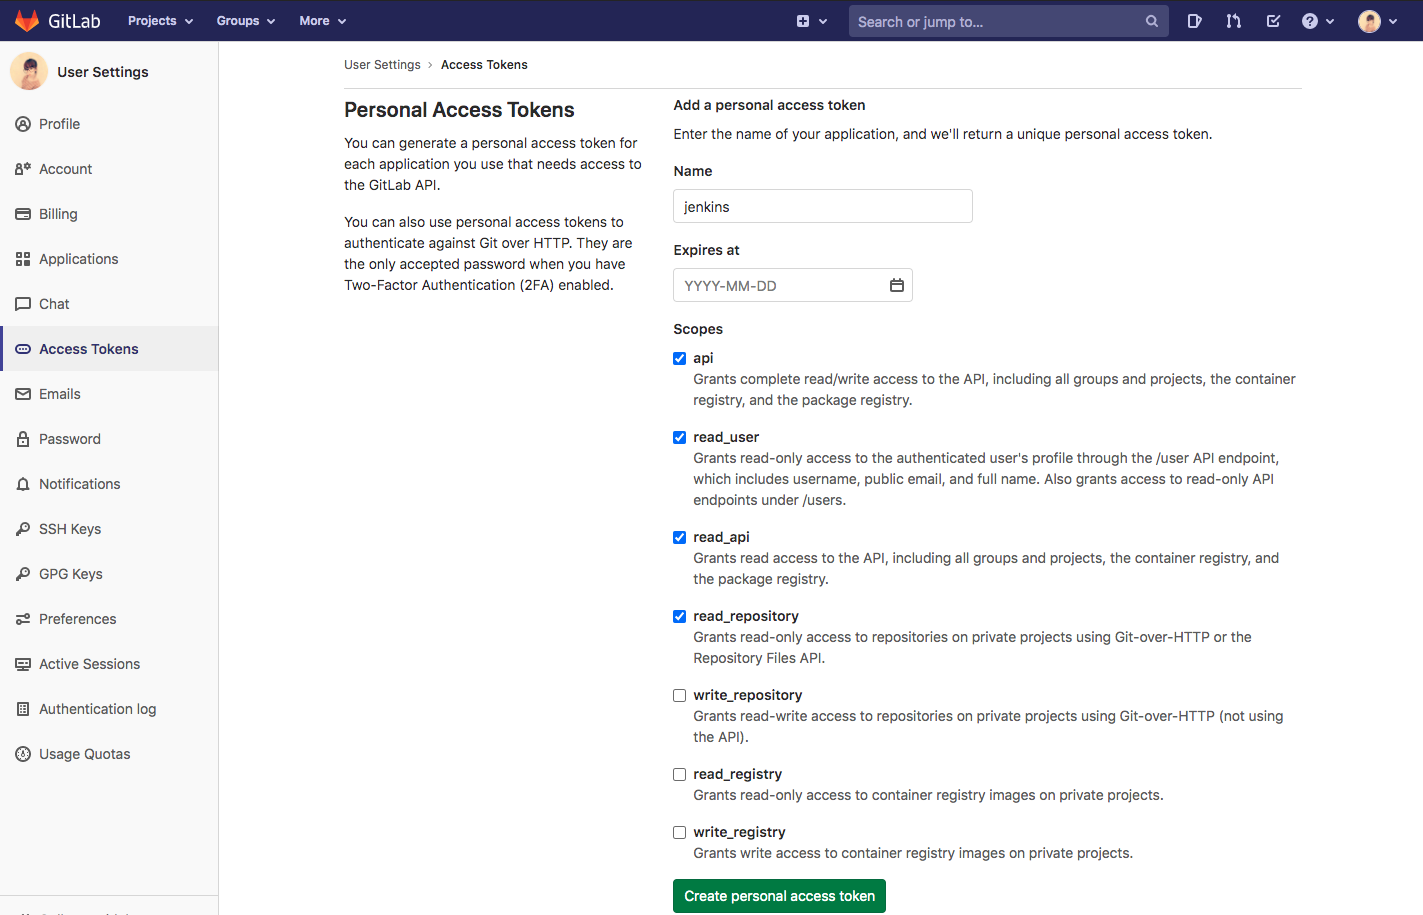 GitLab
Projects
Groups
More
Search or jump to...
User Settings
Profile
Account
Billing
Applications
Chat
Access Tokens
Emails
Password
Notifications
SSH Keys
GPG Keys
Preferences
Active Sessions
Authentication log
Usage Quotas
User Settings › Access Tokens
Personal Access Tokens
You can generate a personal access token for
each application you use that needs access to
the GitLab API.
You can also use personal access tokens to
authenticate against Git over HTTP. They are
the only accepted password when you have
Two-Factor Authentication (2FA) enabled.
Add a personal access token
Enter the name of your application, and we'll return a unique personal access token.
Name
jenkins
Expires at
YYYY-MM-DD
Scopes
api
Grants complete read/write access to the API, including all groups and projects, the container
registry, and the package registry.
read_user
Grants read-only access to the authenticated user's profile through the /user API endpoint,
which includes username, public email, and full name. Also grants access to read-only API
endpoints under /users.
read_api
Grants read access to the API, including all groups and projects, the container registry, and
the package registry.
read_repository
Grants read-only access to repositories on private projects using Git-over-HTTP or the
Repository Files API.
write_repository
Grants read-write access to repositories on private projects using Git-over-HTTP (not using
the API).
read_registry
Grants read-only access to container registry images on private projects.
write_registry
Grants write access to container registry images on private projects.
Create personal access token